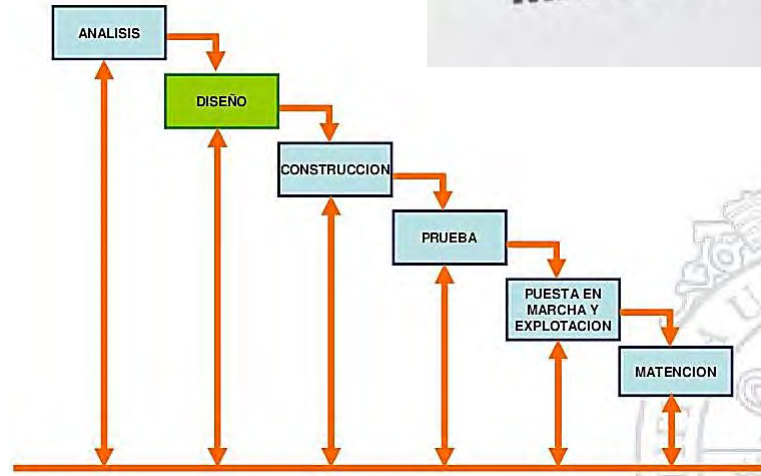 ANALISIS
DISEÑO
CONSTRUCCION
PRUEBA
PUESTA EN
MARCHA Y
EXPLOTACION
MATENCION